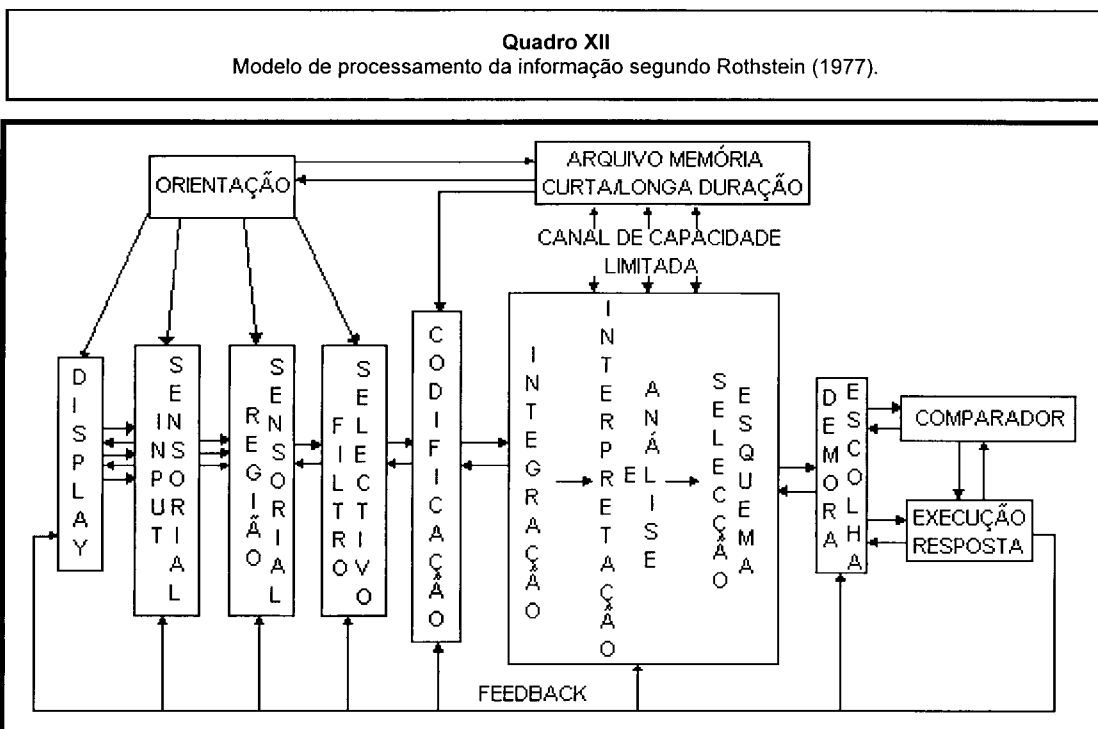 Quadro XII
Modelo de processamento da informação segundo Rothstein (1977).
ORIENTAÇÃO
ARQUIVO MEMÓRIA
CURTA/LONGA DURAÇÃO
CANAL DE CAPACIDADE
LIMITADA
DISPLAY
INPUT
SENSORIAL
REGIÃO
SENSORIAL
FILTRO
SELECTIVO
CODIFICAÇÃO
INTEGRAÇÃO
INTERPRETAÇÃO
E
ANÁLISE
SELECÇÃO
ESQUEMA
DEMORA
ESCOLHA
COMPARADOR
EXECUÇÃO
RESPOSTA
FEEDBACK